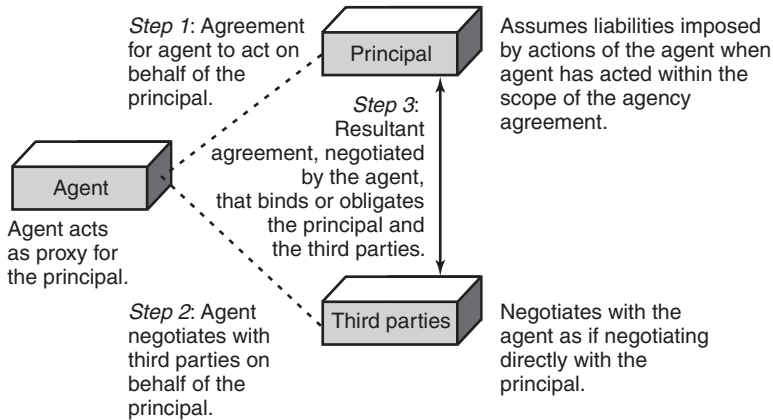 Step 1: Agreement
for agent to act on
behalf of the
principal.
Principal
Assumes liabilities imposed
by actions of the agent when
agent has acted within the
scope of the agency
agreement.
Step 3:
Resultant
agreement, negotiated
by the agent,
that binds or obligates
the principal and
the third parties.
Agent
Agent acts
as proxy for
the principal.
Step 2: Agent
negotiates with
third parties on
behalf of the
principal.
Third parties
Negotiates with the
agent as if negotiating
directly with the
principal.